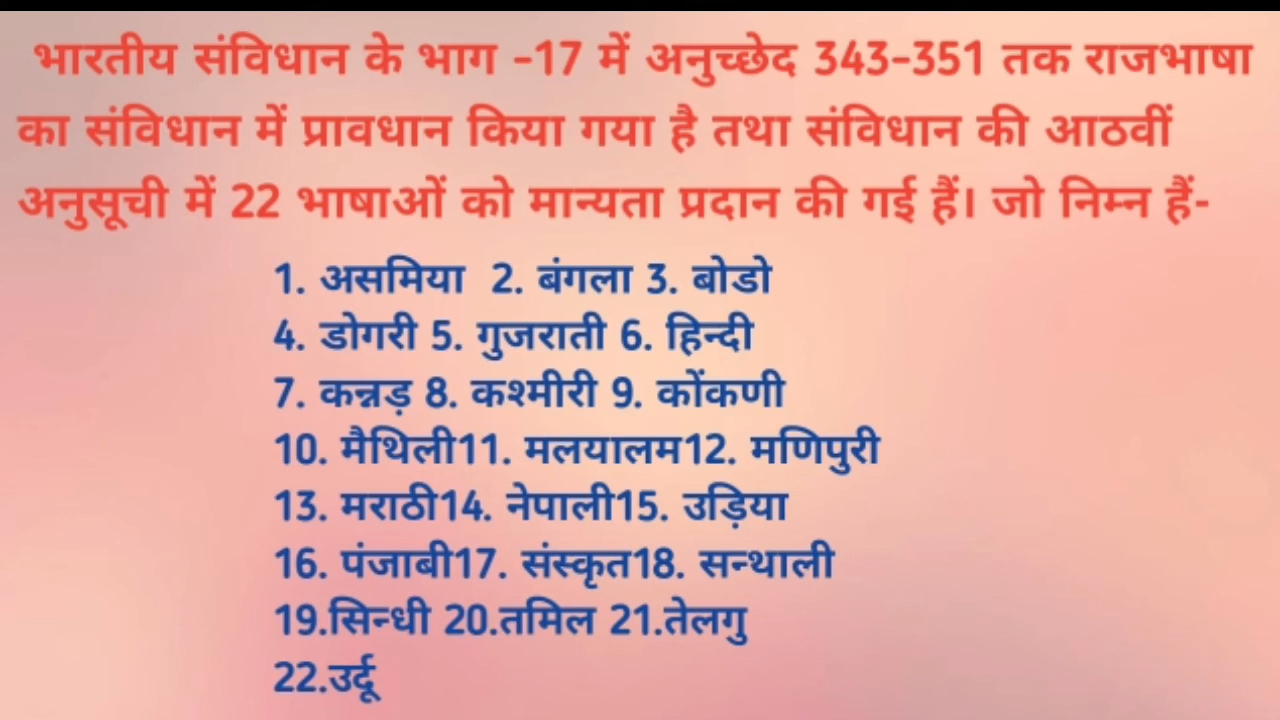 भारतीय संविधान के भाग -17 में अनुच्छेद 343-351 तक राजभाषा
का संविधान में प्रावधान किया गया है तथा संविधान की आठवीं
अनुसूची में 22 भाषाओं को मान्यता प्रदान की गई हैं। जो निम्न हैं-
1. असमिया 2. बंगला 3. बोडो
4. डोगरी 5. गुजराती 6. हिन्दी
7. कन्नड़ 8. कश्मीरी 9. कोंकणी
10. मैथिली11. मलयालम12. मणिपुरी
13. मराठी14. नेपाली15. उड़िया
16. पंजाबी17. संस्कृत18. सन्थाली
19.सिन्धी 20.तमिल 21.तेलगु
22.उर्दू